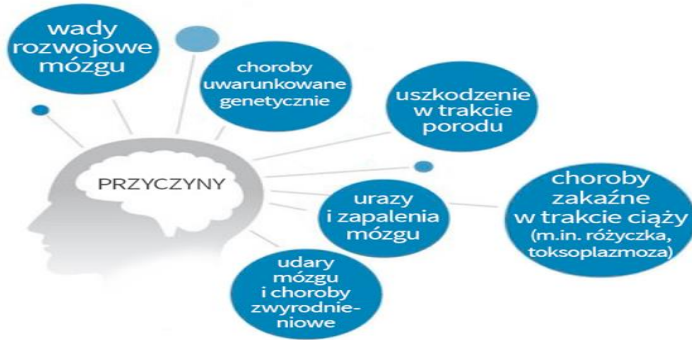 wady
rozwojowe
mózgu
choroby
uwarunkowane
genetycznie
uszkodzenie
w trakcie
porodu
PRZYCZYNY
choroby
zakaźne
w trakcie ciąży
(m.in. różyczka,
toksoplazmoza)
urazy
i zapalenia
mózgu
udary
mózgu
i choroby
zwyrodnie-
niowe